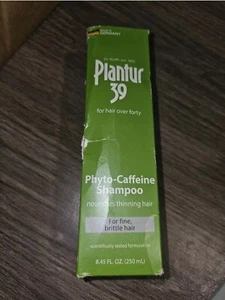 GERMANY
Plantur
39
for hair over forty
Phyto-Caffeine
Shampoo
nourishes thinning hair
For fine,
brittle hair
scientifically tested formulation
8.45 FL. OZ. (250 mL)